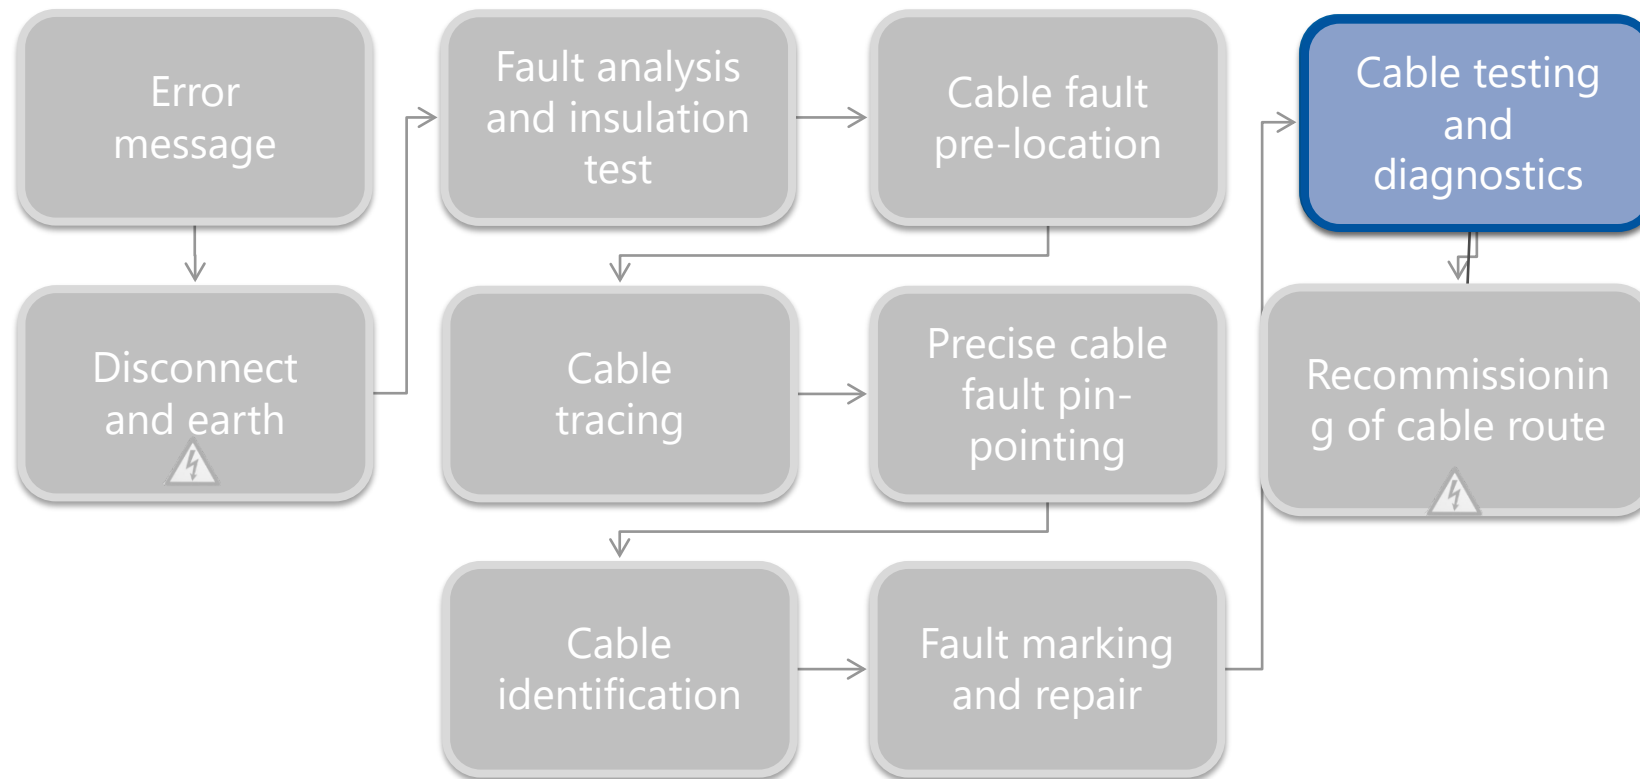 Error
message
Disconnect
and earth
Fault analysis
and insulation
test
Cable fault
pre-location
Cable
tracing
Precise cable
fault pin-
pointing
Cable
identification
Fault marking
and repair
Cable testing
and
diagnostics
Recommissionin
g of cable route